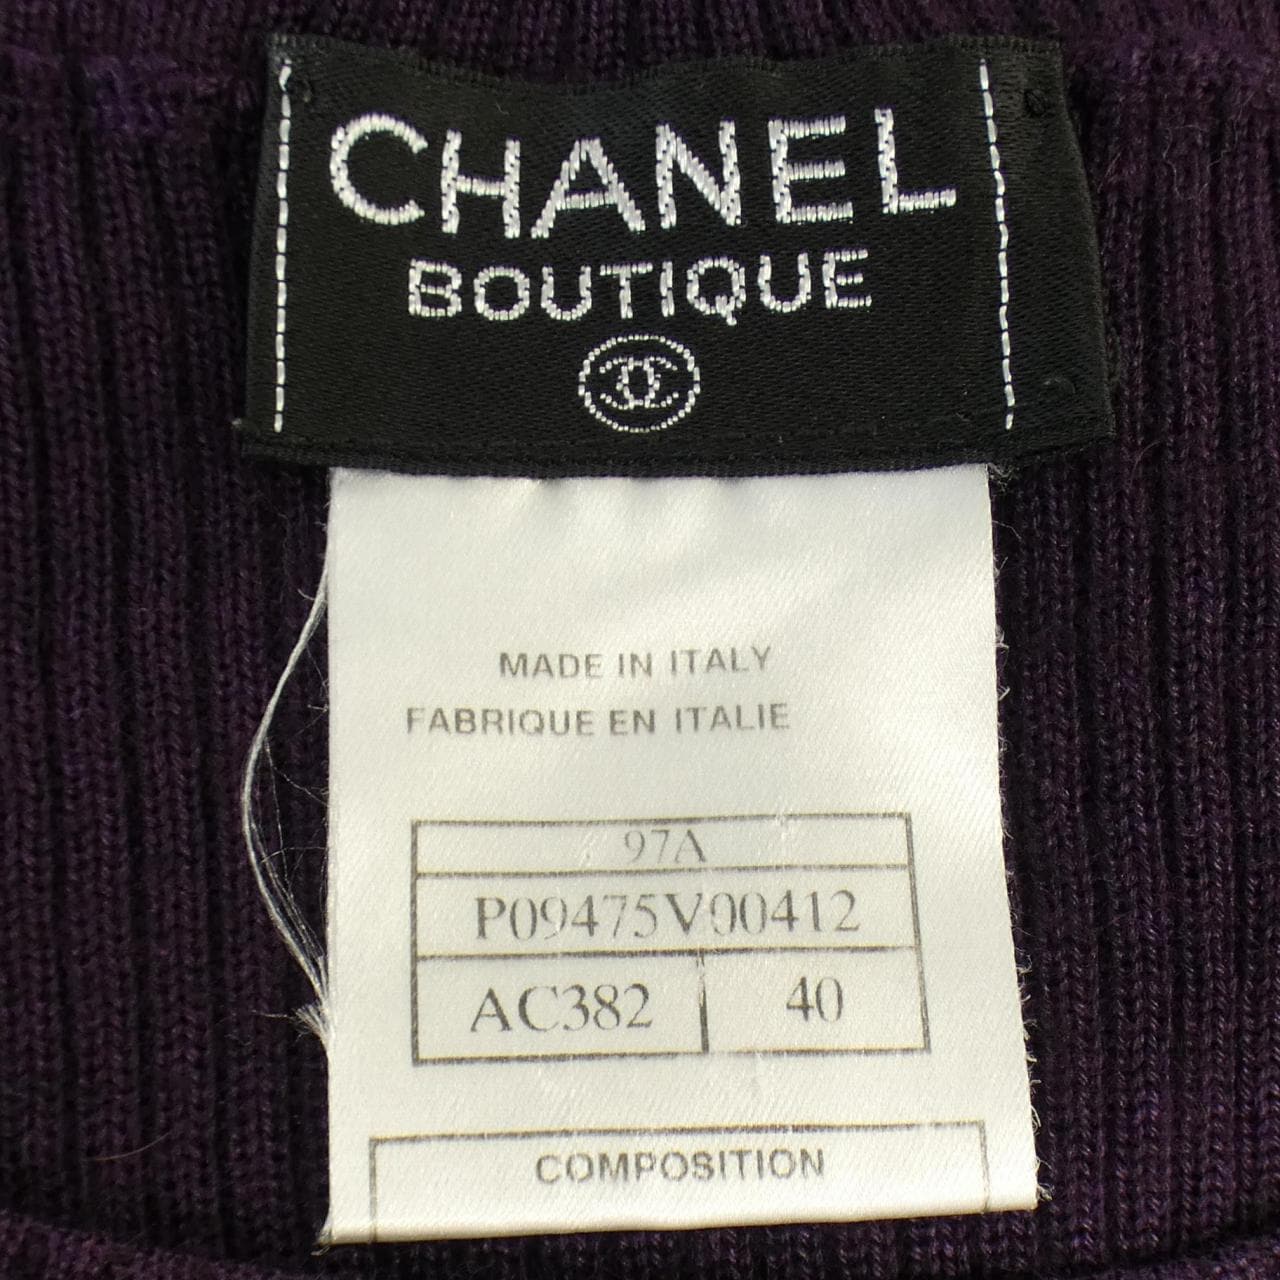 CHANEL
BOUTIQUE
MADE IN ITALY
FABRIQUE EN ITALIE
97A
P09475V00412
AC382 40
COMPOSITION